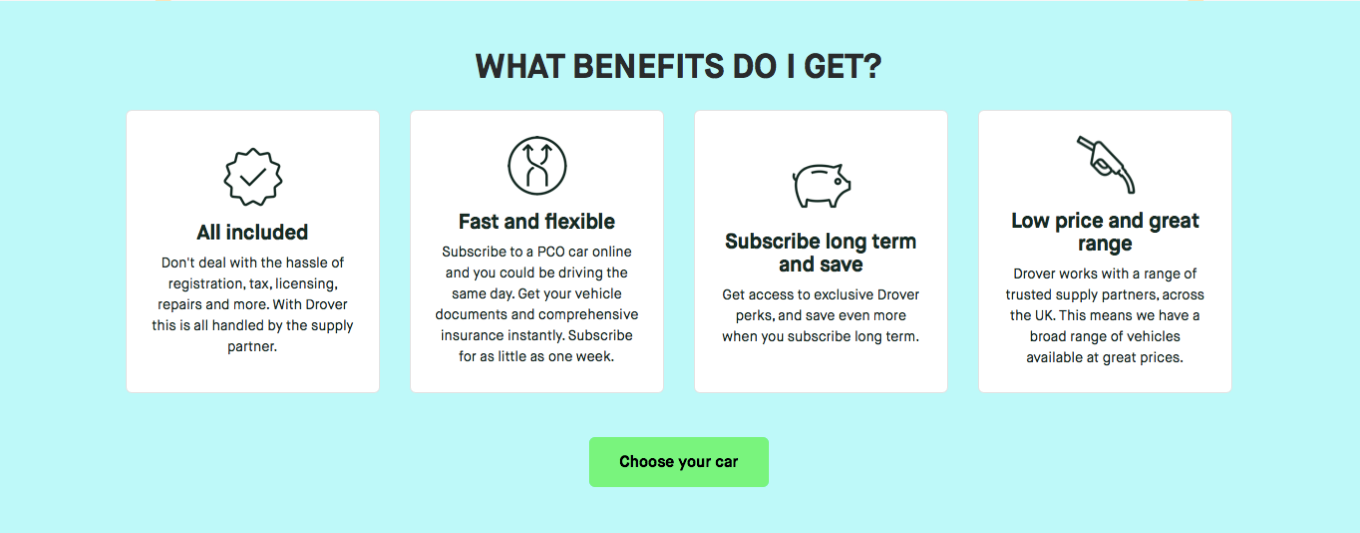 WHAT BENEFITS DO I GET?
All included
Don't deal with the hassle of
registration, tax, licensing,
repairs and more. With Drover
this is all handled by the supply
partner.
Fast and flexible
Subscribe to a PCO car online
and you could be driving the
same day. Get your vehicle
documents and comprehensive
insurance instantly. Subscribe
for as little as one week.
Subscribe long term
and save
Get access to exclusive Drover
perks, and save even more
when you subscribe long term.
Low price and great
range
Drover works with a range of
trusted supply partners, across
the UK. This means we have a
broad range of vehicles
available at great prices.
Choose your car